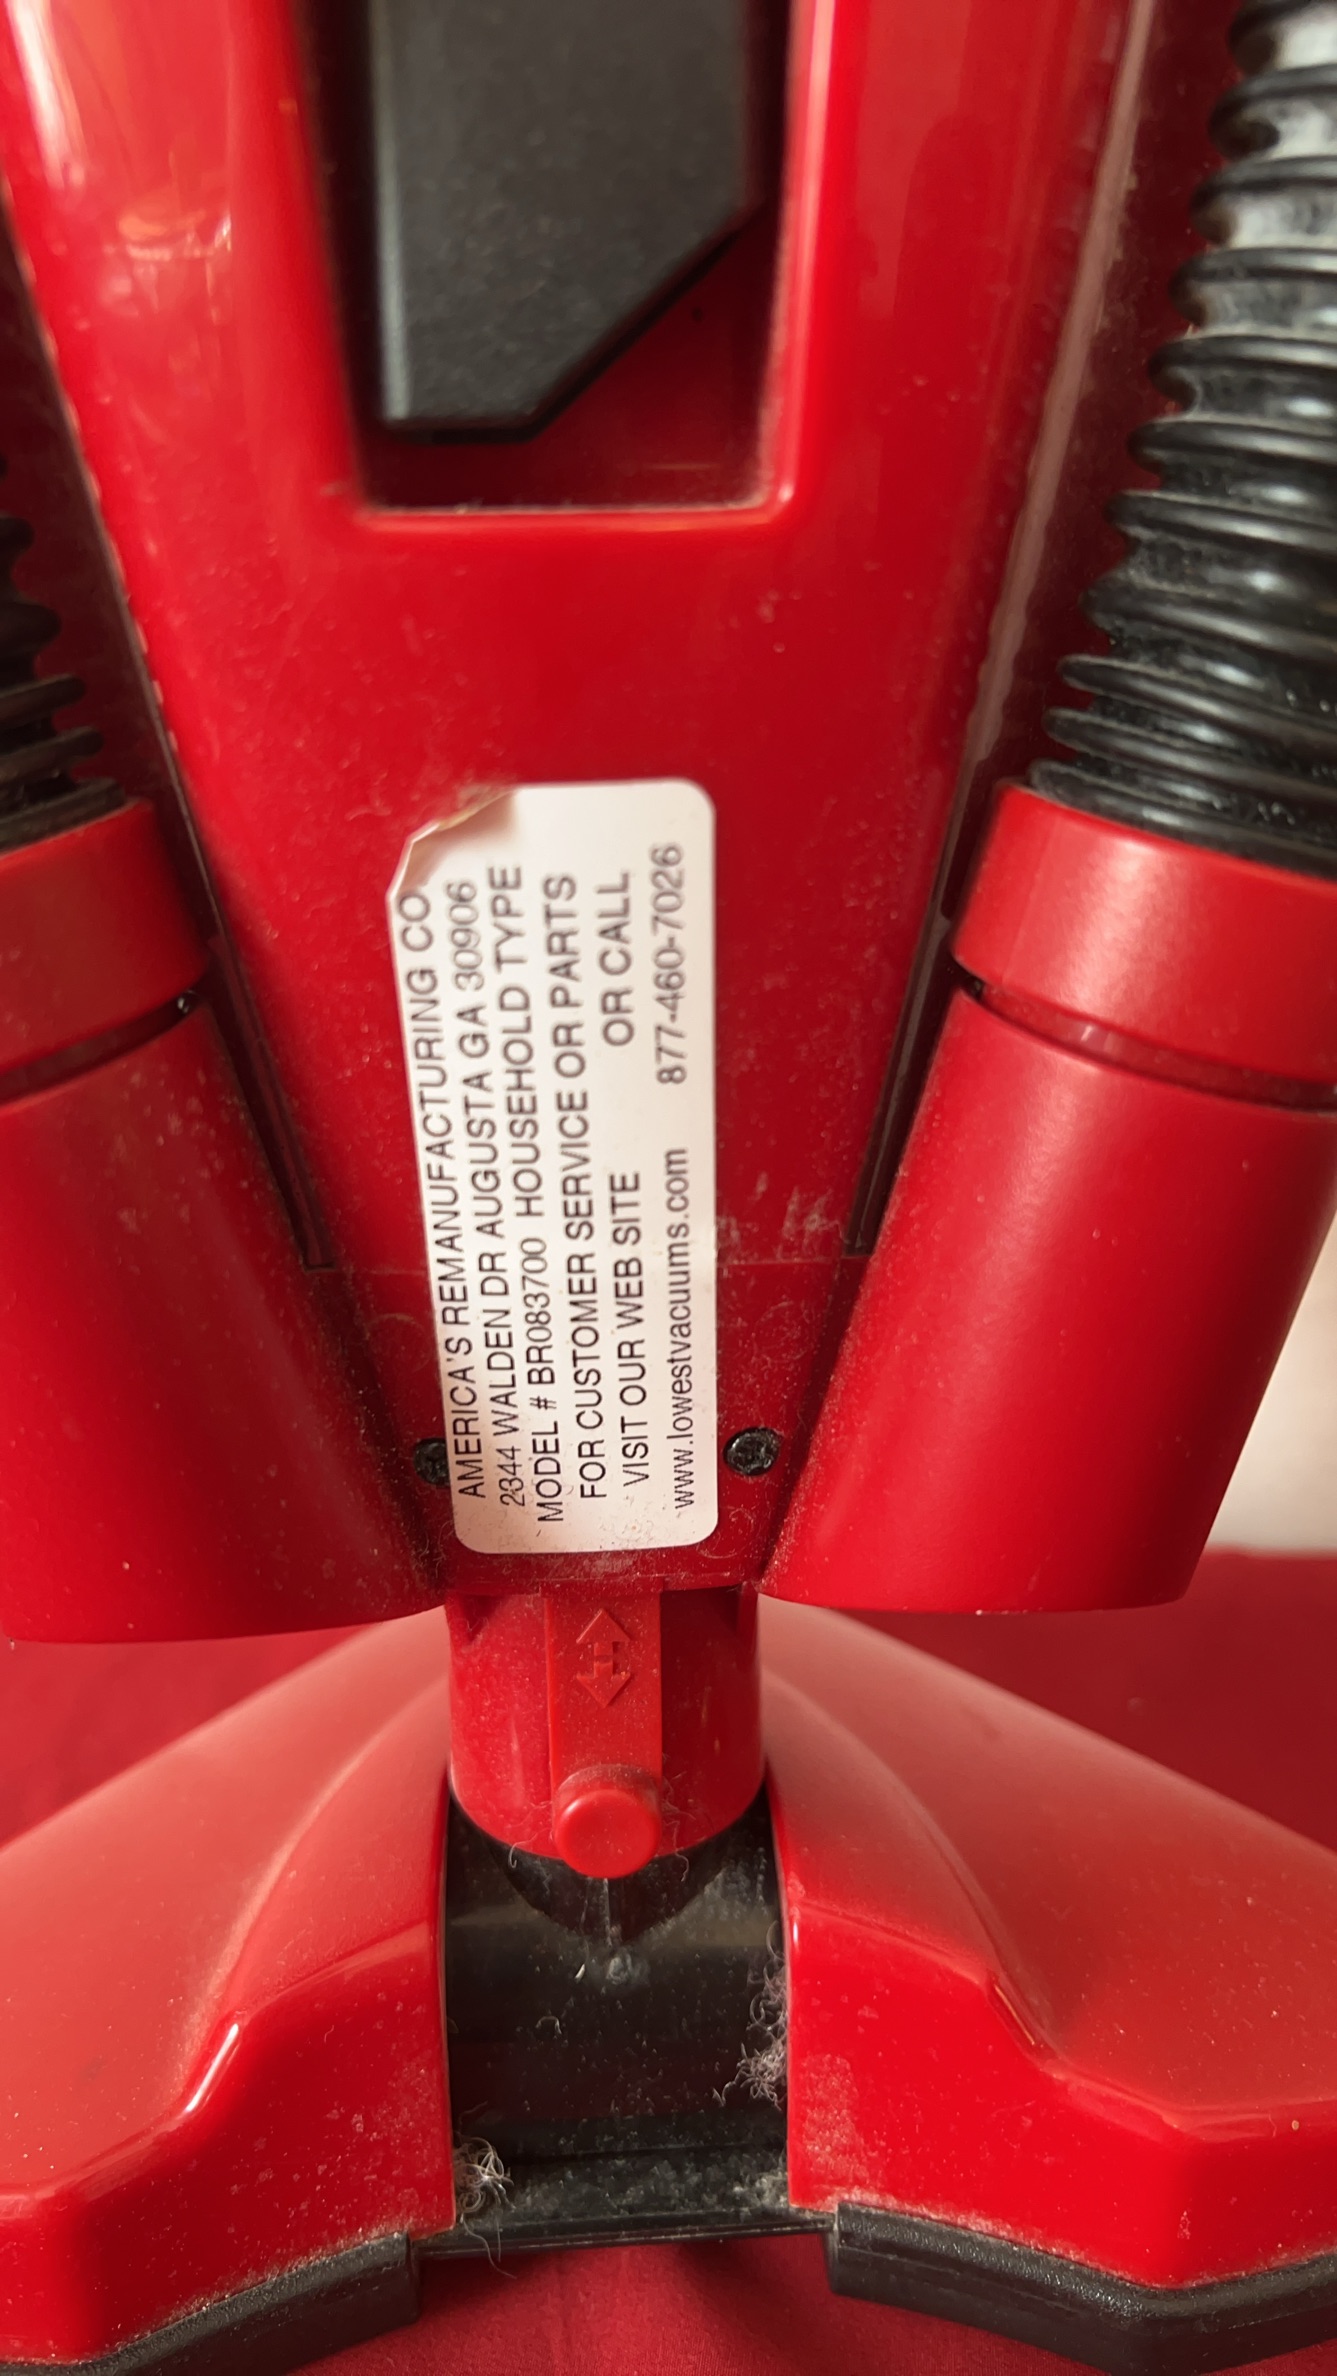 AMERICA'S REMANUFACTURING CO
2344 WALDEN DR AUGUSTA GA 30906
MODEL # BR083700 HOUSEHOLD TYPE
FOR CUSTOMER SERVICE OR PARTS
VISIT OUR WEB SITE OR CALL
www.lowestvacuums.com 877-460-7026